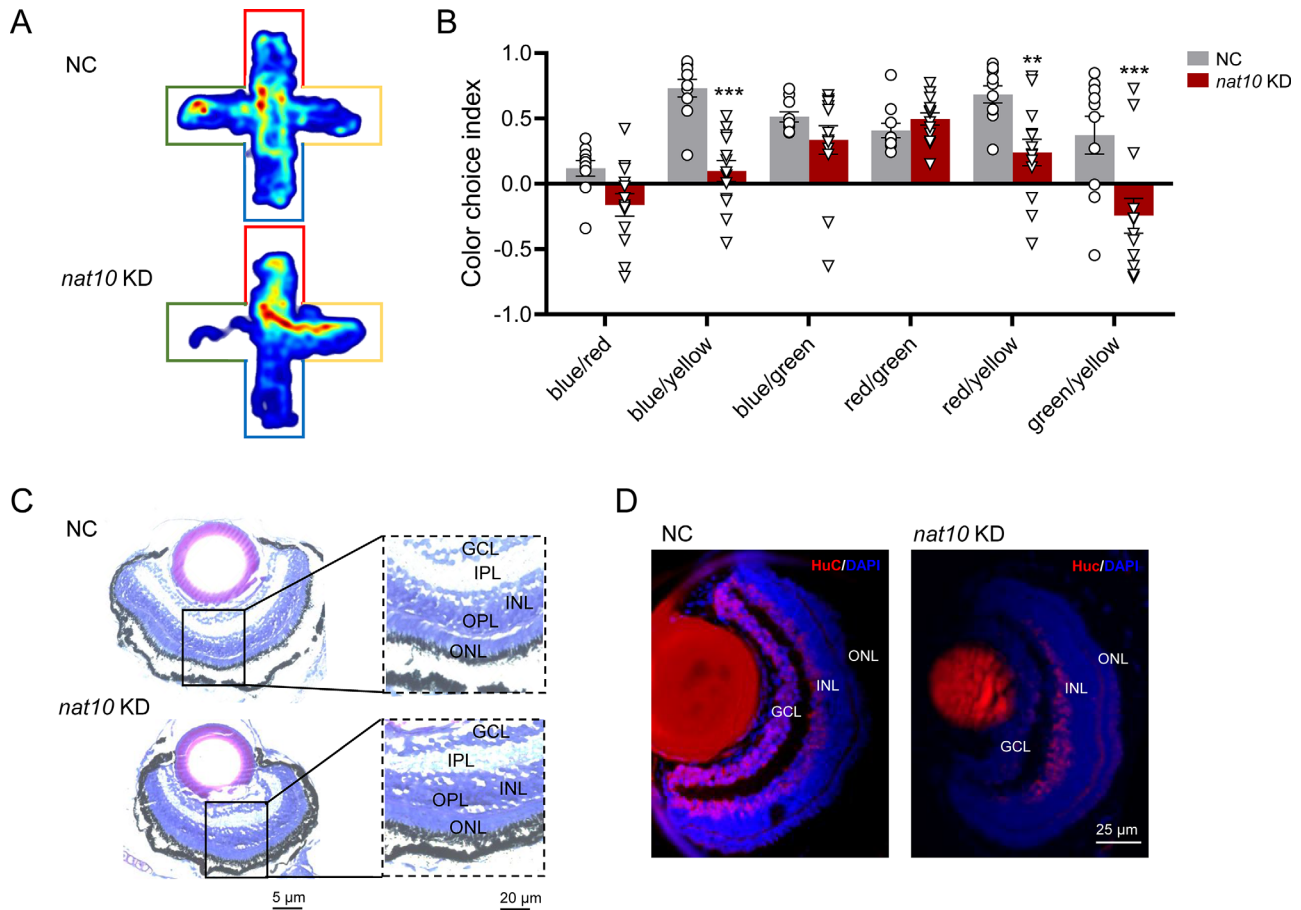 A
NC
nat10 KD
B
Color choice index
1.0
0.5
0.0
-0.5
-1.0
***
**
***
NC
nat10 KD
blue/red
blue/yellow
blue/green
red/green
red/yellow
green/yellow
C
NC
GCL
IPL
INL
OPL
ONL
nat10 KD
GCL
IPL
INL
OPL
ONL
5 μm
20 μm
D
NC
HuC/DAPI
ONL
INL
GCL
nat10 KD
Huc/DAPI
ONL
INL
GCL
25 μm